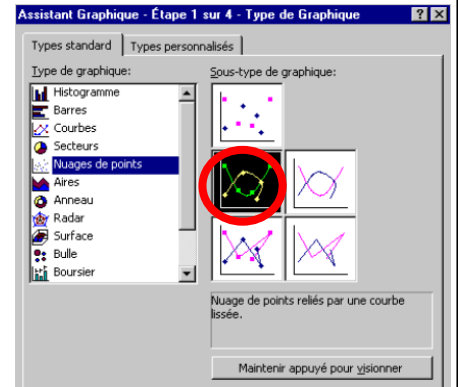 Assistant Graphique - Étape 1 sur 4 - Type de Graphique
Types standard
Types personnalisés
Type de graphique:
Sous-type de graphique:
Histogramme
Barres
Courbes
Secteurs
Nuages de points
Aires
Anneau
Radar
Surface
Bulle
Boursier
Nuage de points reliés par une courbe
lissée.
Maintenir appuyé pour visionner